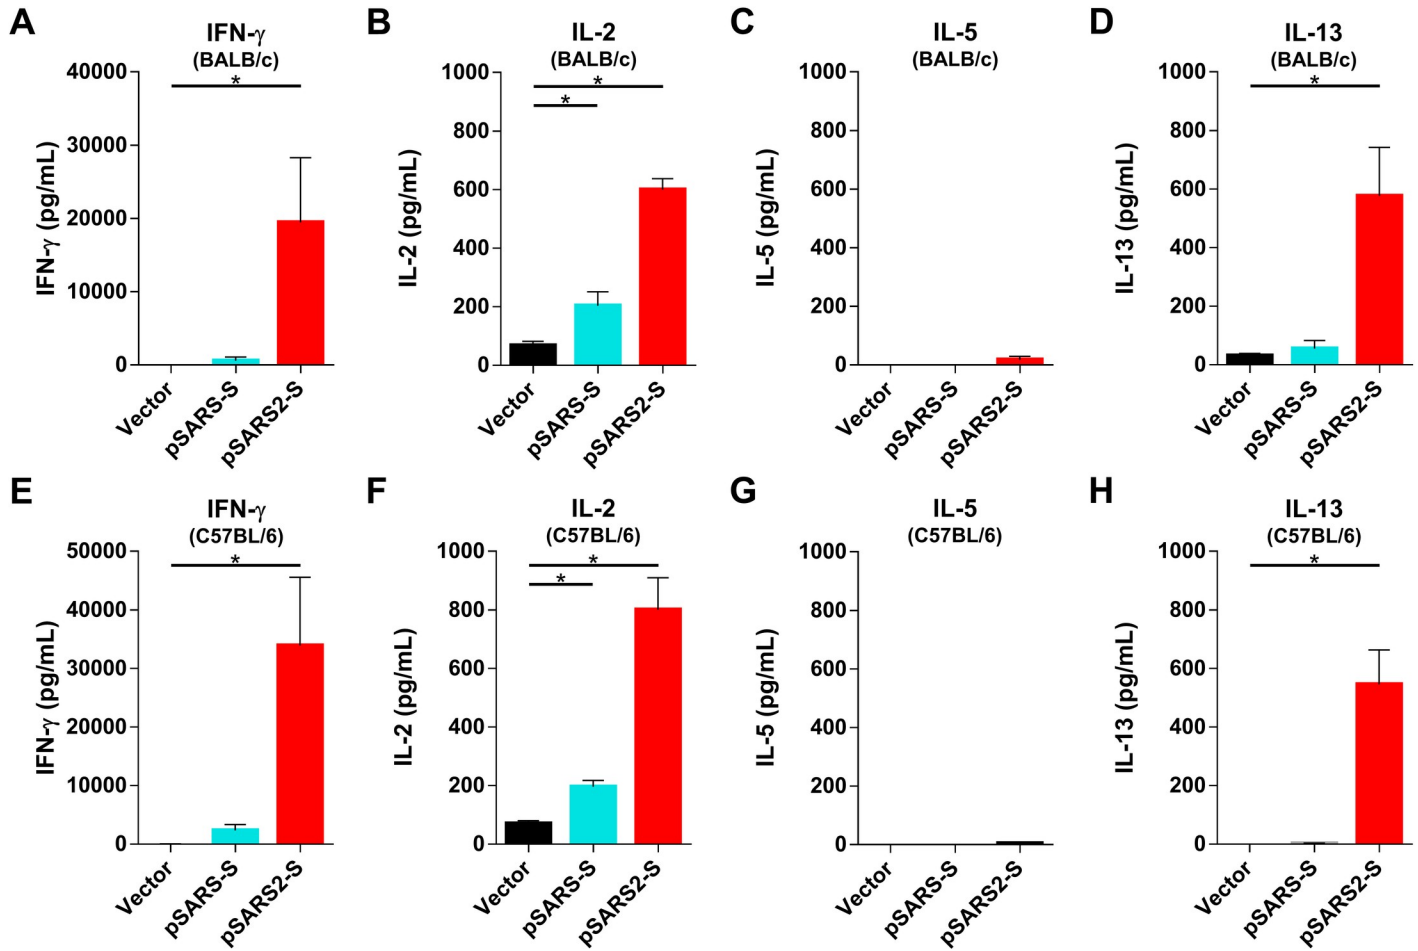 A
IFN-γ
(BALB/c)
IFN-γ (pg/mL)
40000
30000
20000
10000
0
*
Vector
pSARS-S
pSARS2-S
B
IL-2
(BALB/c)
IL-2 (pg/mL)
1000
800
600
400
200
0
*
*
Vector
pSARS-S
pSARS2-S
C
IL-5
(BALB/c)
IL-5 (pg/mL)
1000
800
600
400
200
0
Vector
pSARS-S
pSARS2-S
D
IL-13
(BALB/c)
IL-13 (pg/mL)
1000
800
600
400
200
0
*
Vector
pSARS-S
pSARS2-S
E
IFN-γ
(C57BL/6)
IFN-γ (pg/mL)
50000
40000
30000
20000
10000
0
*
Vector
pSARS-S
pSARS2-S
F
IL-2
(C57BL/6)
IL-2 (pg/mL)
1000
800
600
400
200
0
*
*
Vector
pSARS-S
pSARS2-S
G
IL-5
(C57BL/6)
IL-5 (pg/mL)
1000
800
600
400
200
0
Vector
pSARS-S
pSARS2-S
H
IL-13
(C57BL/6)
IL-13 (pg/mL)
1000
800
600
400
200
0
*
Vector
pSARS-S
pSARS2-S